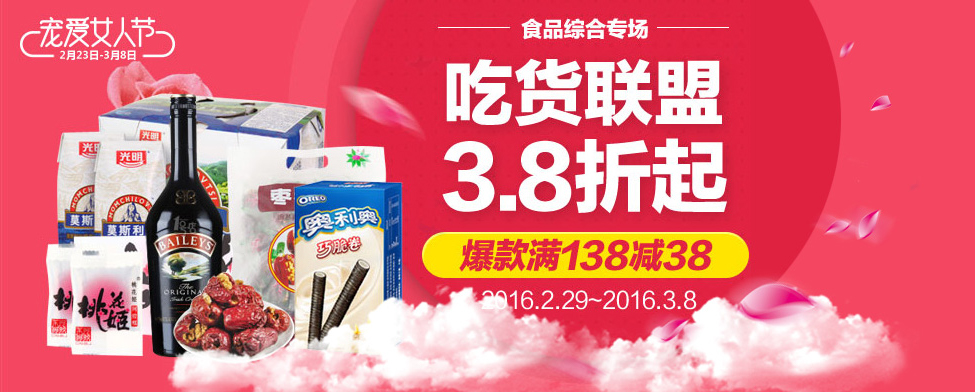 宠爱女人节
2月23日-3月8日
食品综合专场
吃货联盟
3.8折起
爆款满138减38
2016.2.29~2016.3.8
光明
光明
MOMCHILOVTSI
莫斯利
BAILEYS
The
ORIGINAL
枣
OREO
奥利奥
巧脆卷
桃花姬